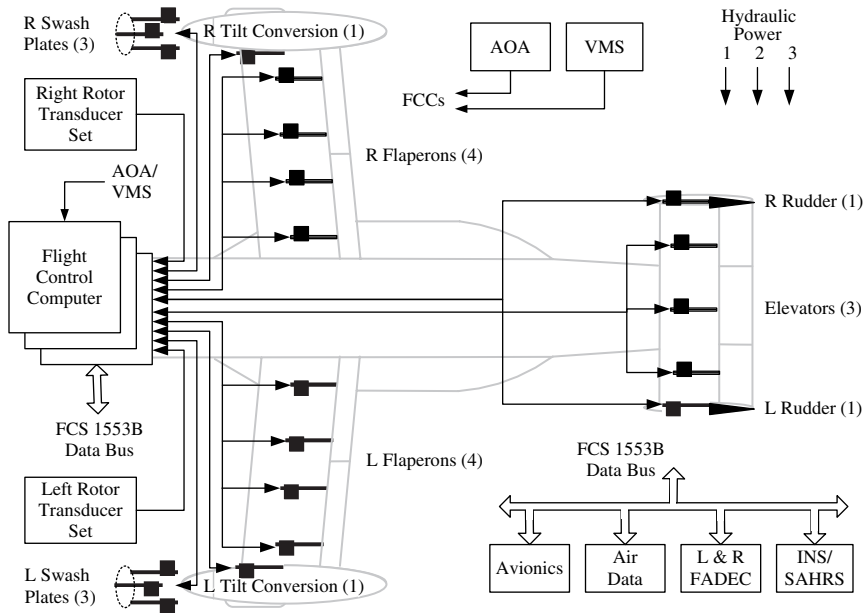 R Swash
Plates (3)
R Tilt Conversion (1)
AOA
VMS
Hydraulic
Power
1 2 3
FCCs
Right Rotor
Transducer
Set
R Flaperons (4)
AOA/
VMS
R Rudder (1)
Flight
Control
Computer
Elevators (3)
L Rudder (1)
FCS 1553B
Data Bus
L Flaperons (4)
FCS 1553B
Data Bus
Left Rotor
Transducer
Set
Avionics
Air
Data
L & R
FADEC
INS/
SAHRS
L Swash
Plates (3)
L Tilt Conversion (1)